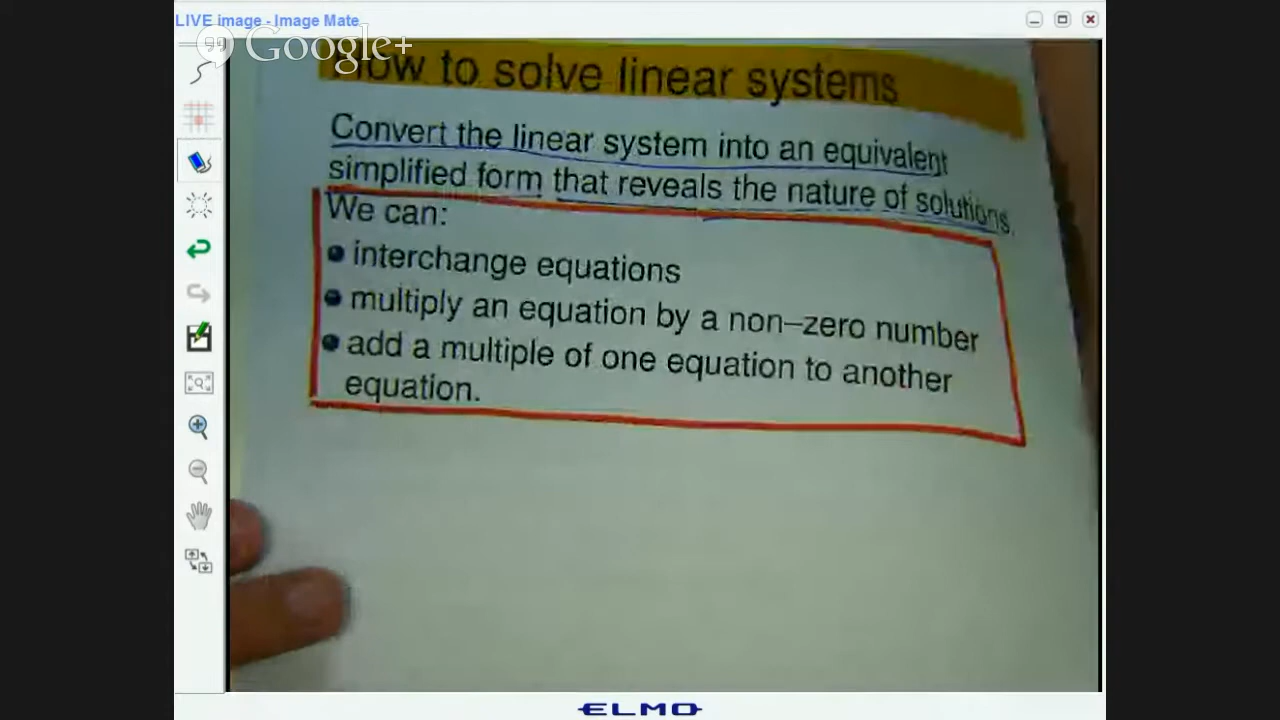 LIVE image - Image Mate
Google+
How to solve linear systems
Convert the linear system into an equivalent
simplified form that reveals the nature of solutions.
We can:
interchange equations
multiply an equation by a non–zero number
add a multiple of one equation to another
equation.
ELMO